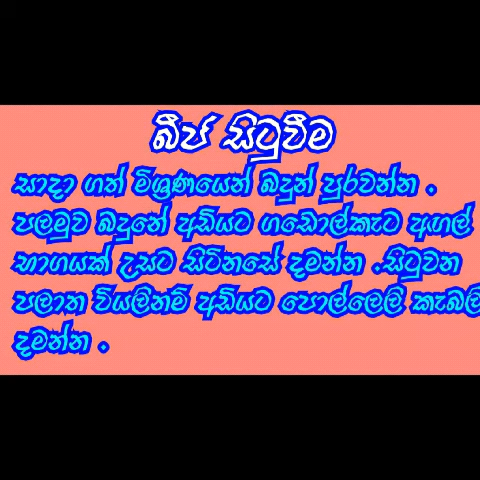 බීජ සිටුවීම
සාදා ගත් මිශ්‍රණයෙන් බඳුන් පුරවන්න .
පලමුව බඳුනේ අඩියට ගඩොල්කැට අඟල්
භාගයක් උසට සිටිනසේ දමන්න .සිටුවන
පලාත වියලිනම් අඩියට පොල්ලෙලි කැබලි
දමන්න .